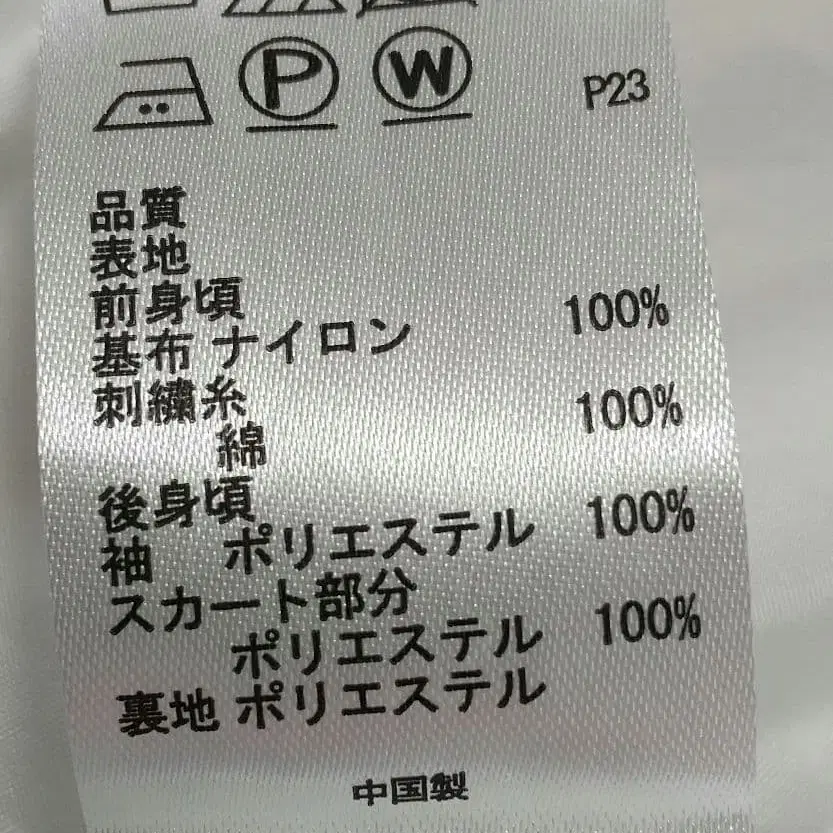 P W P23
品質
表地
前身頃
基布 ナイロン 100%
刺繍糸
綿 100%
後身頃
袖 ポリエステル 100%
スカート部分
ポリエステル 100%
裏地 ポリエステル
中国製